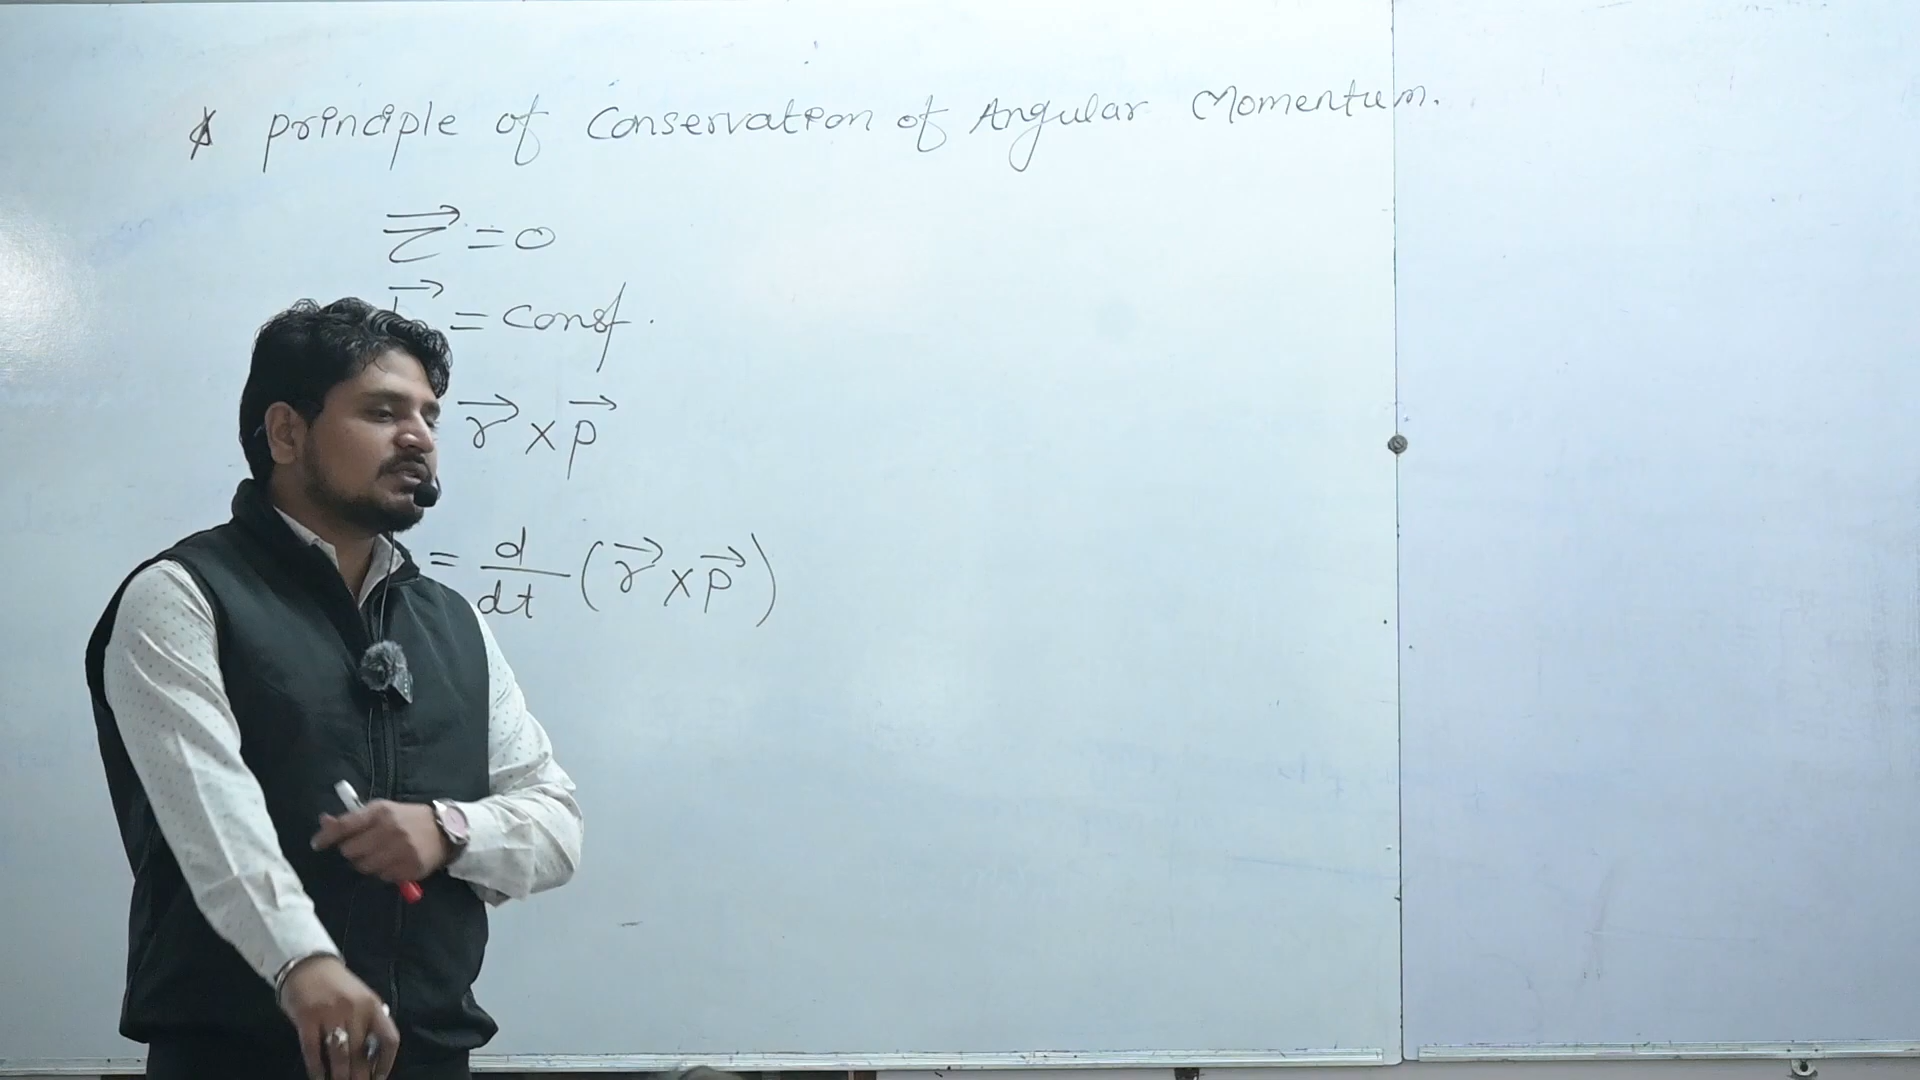 * principle of Conservation of Angular Momentum.
τ⃗ = 0
L⃗ = const.
r⃗ × p⃗
= d/dt (r⃗ × p⃗)